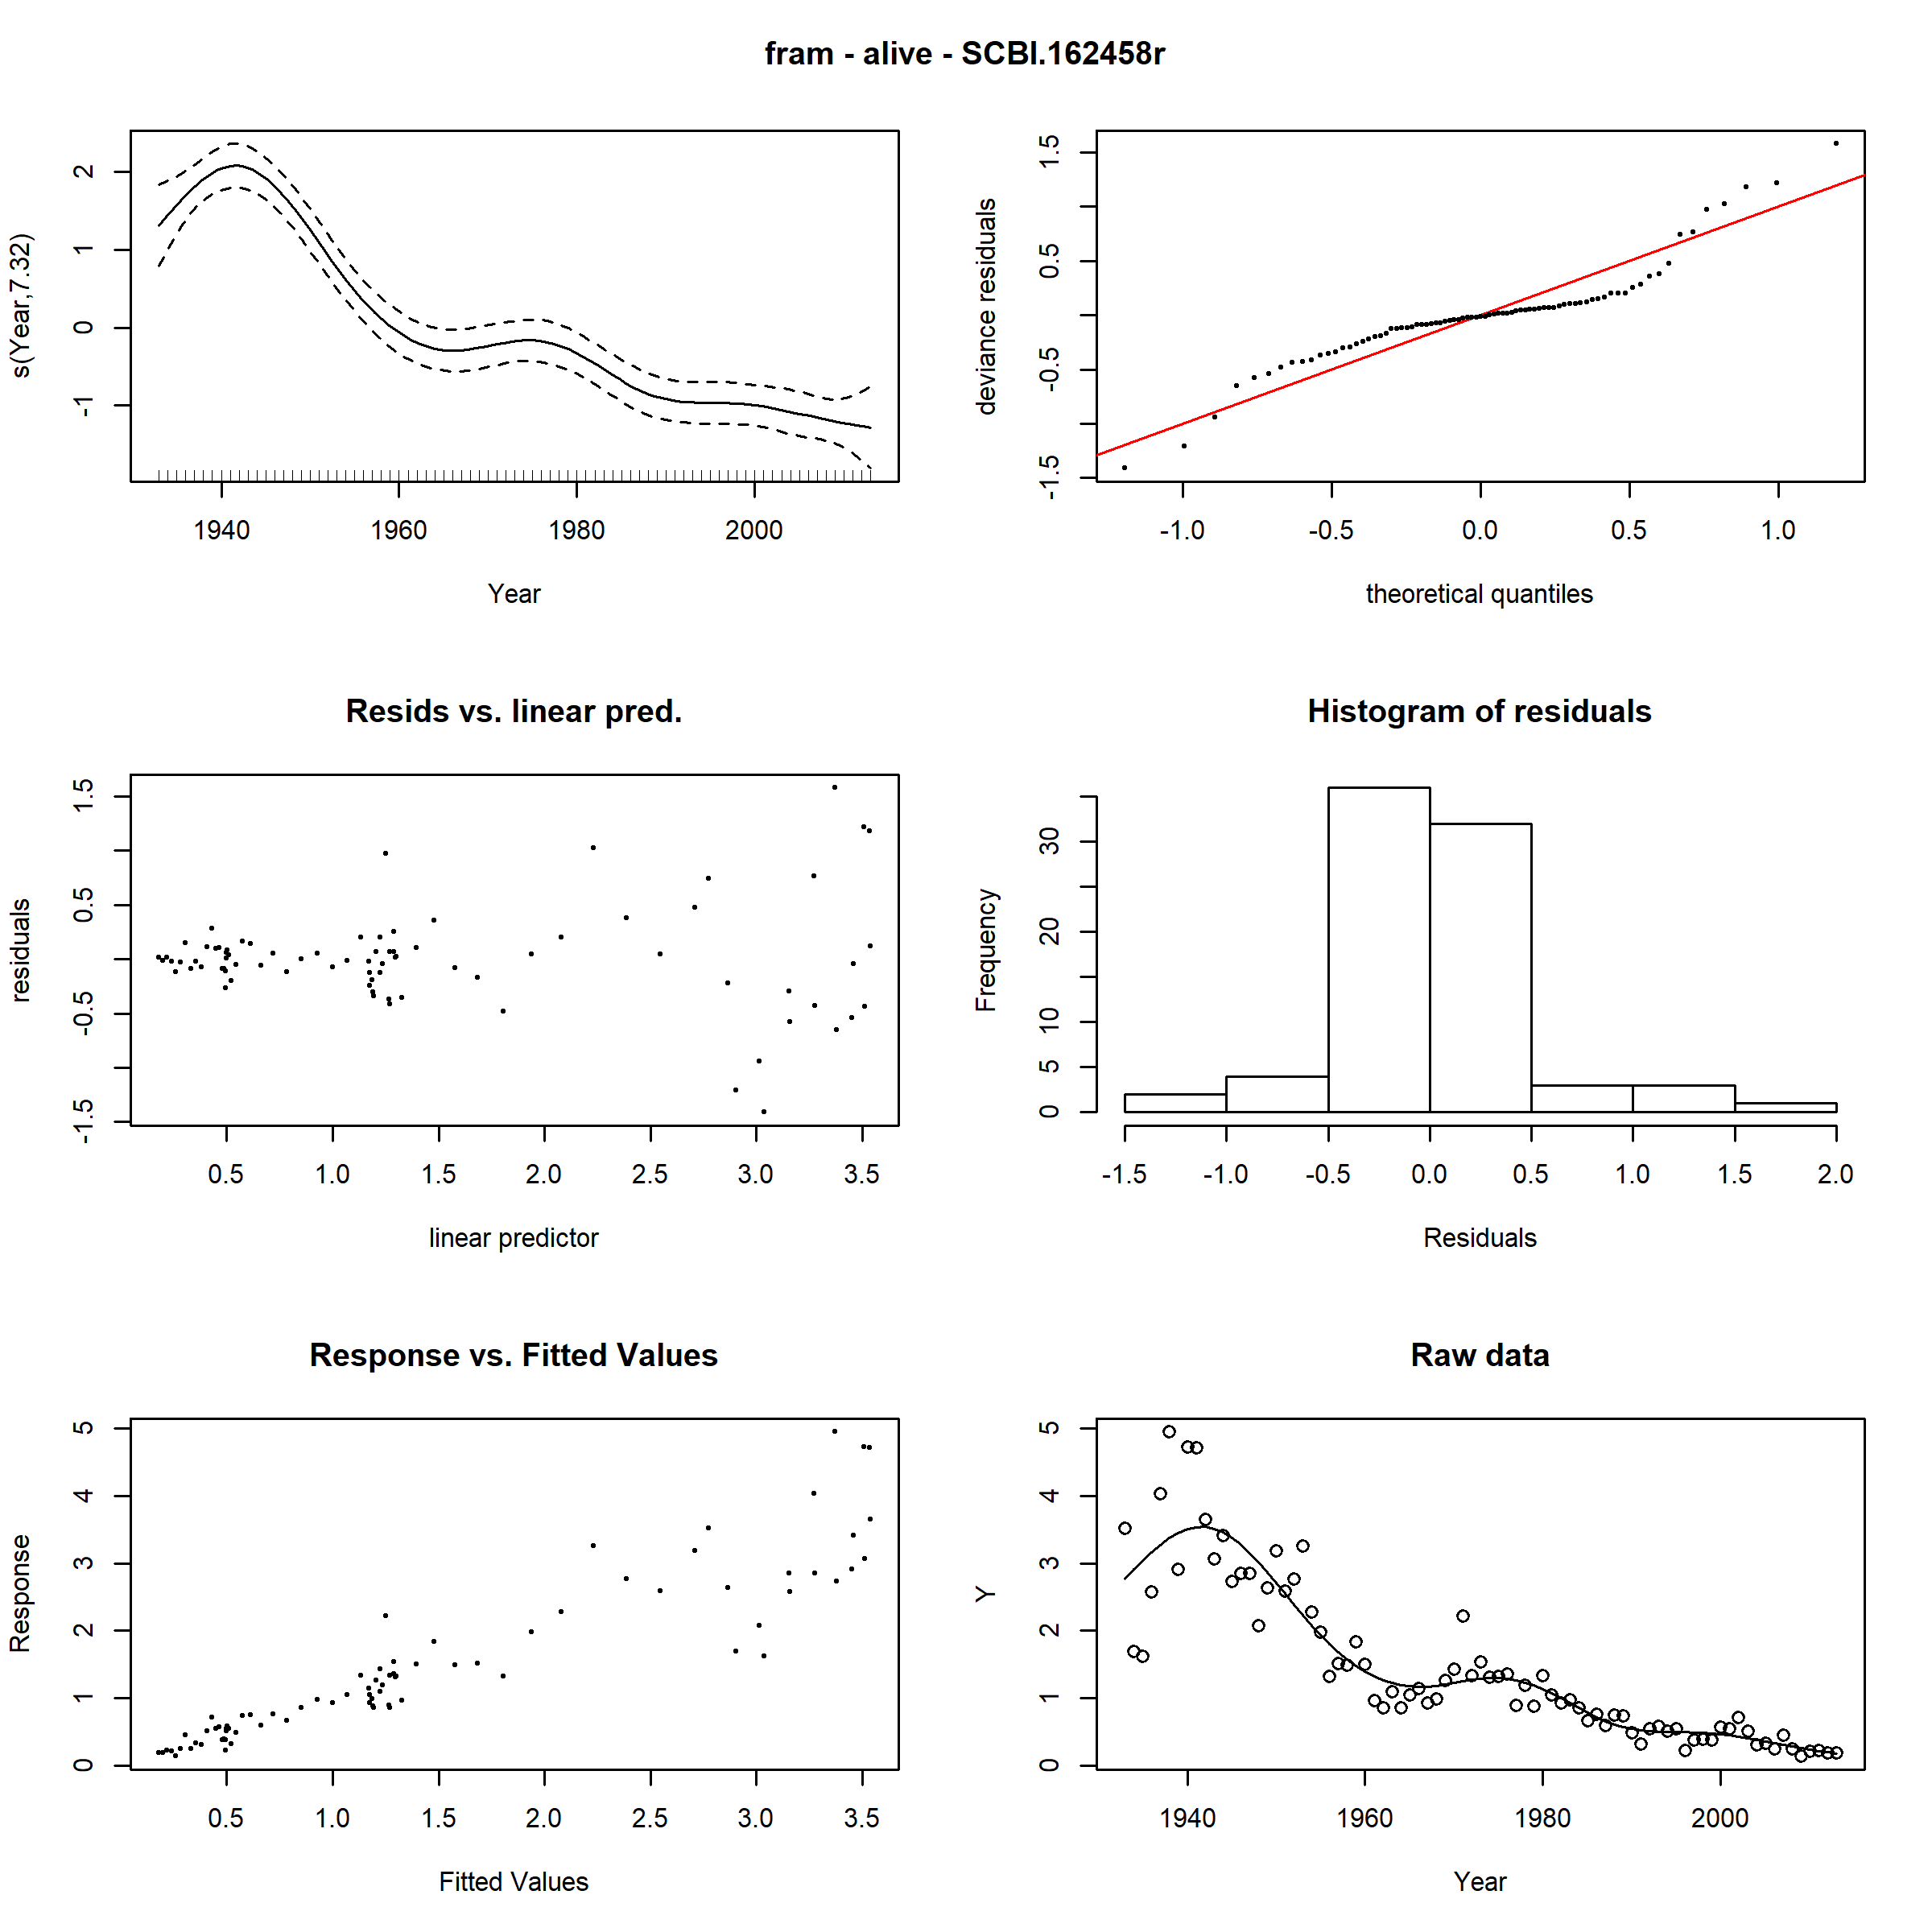 fram - alive - SCBI.162458r
s(Year,7.32)
2
1
0
-1
1940 1960 1980 2000
Year
deviance residuals
1.5
0.5
-0.5
-1.5
-1.0 -0.5 0.0 0.5 1.0
theoretical quantiles
Resids vs. linear pred.
residuals
1.5
0.5
-0.5
-1.5
0.5 1.0 1.5 2.0 2.5 3.0 3.5
linear predictor
Histogram of residuals
Frequency
30
20
10
5
0
-1.5 -1.0 -0.5 0.0 0.5 1.0 1.5 2.0
Residuals
Response vs. Fitted Values
Response
5
4
3
2
1
0
0.5 1.0 1.5 2.0 2.5 3.0 3.5
Fitted Values
Raw data
Y
5
4
3
2
1
0
1940 1960 1980 2000
Year